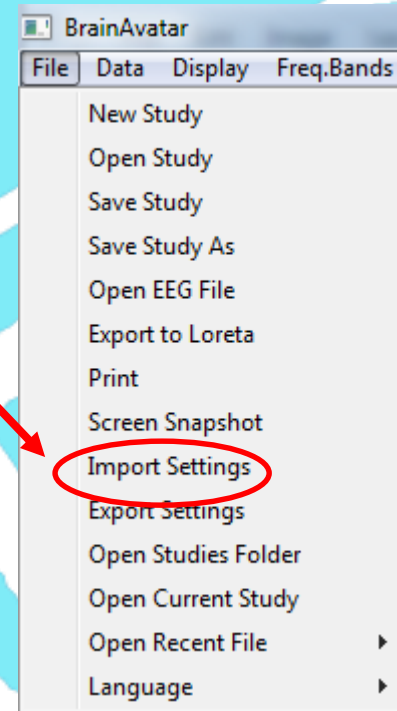 BrainAvatar
File Data Display Freq.Bands
New Study
Open Study
Save Study
Save Study As
Open EEG File
Export to Loreta
Print
Screen Snapshot
Import Settings
Export Settings
Open Studies Folder
Open Current Study
Open Recent File
Language